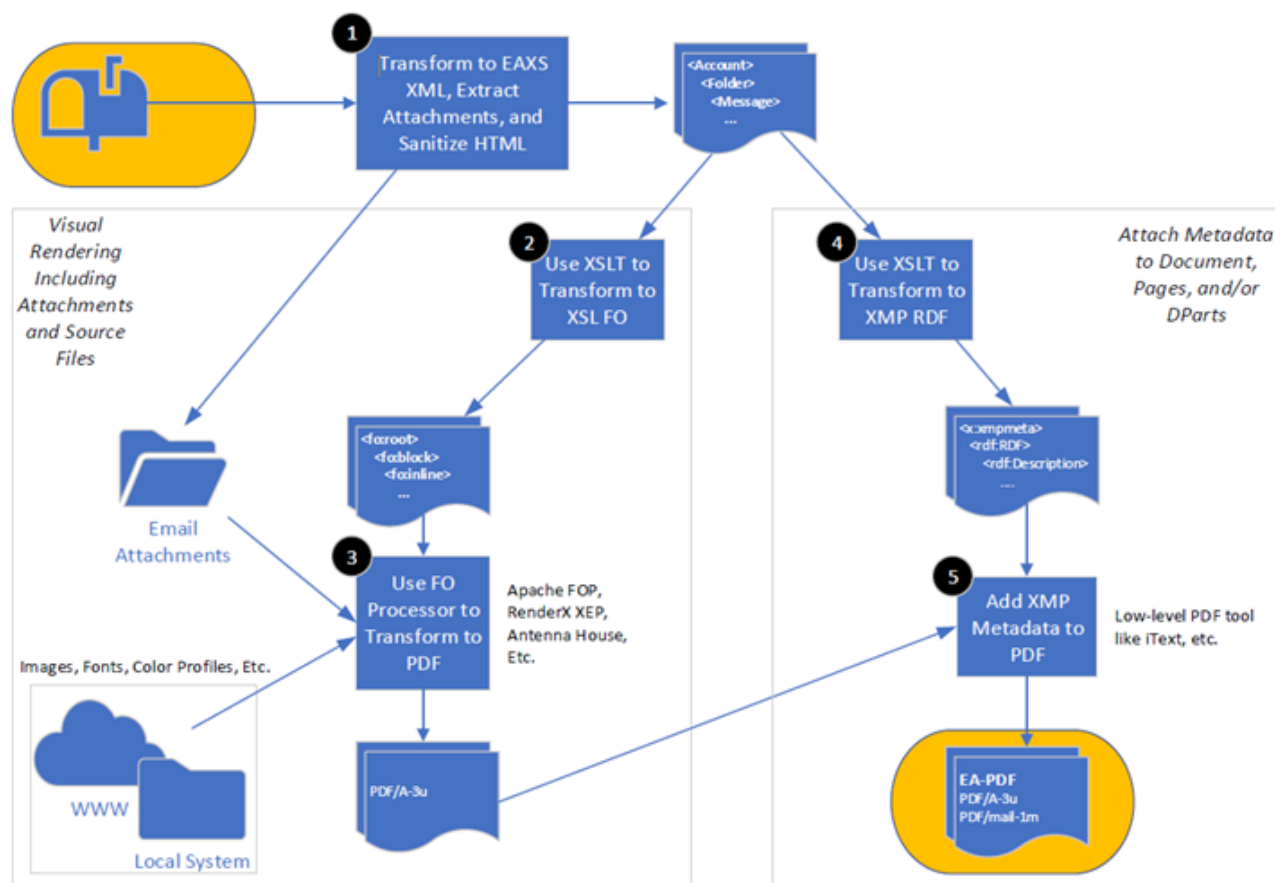 1
Transform to EAXS
XML, Extract
Attachments, and
Sanitize HTML
<Account>
<Folder>
<Message>
...
Visual
Rendering
Including
Attachments
and Source
Files
2
Use XSLT to
Transform to
XSL FO
4
Use XSLT to
Transform to
XMP RDF
Attach Metadata
to Document,
Pages, and/or
DParts
<fo:root>
<fo:block>
<fo:inline>
...
<x:xmpmeta>
<rdf:RDF>
<rdf:Description>
....
Email
Attachments
3
Use FO
Processor to
Transform to
PDF
Apache FOP,
RenderX XEP,
Antenna House,
Etc.
5
Add XMP
Metadata to
PDF
Low-level PDF tool
like iText, etc.
Images, Fonts, Color Profiles, Etc.
WWW
Local System
PDF/A-3u
EA-PDF
PDF/A-3u
PDF/mail-1m